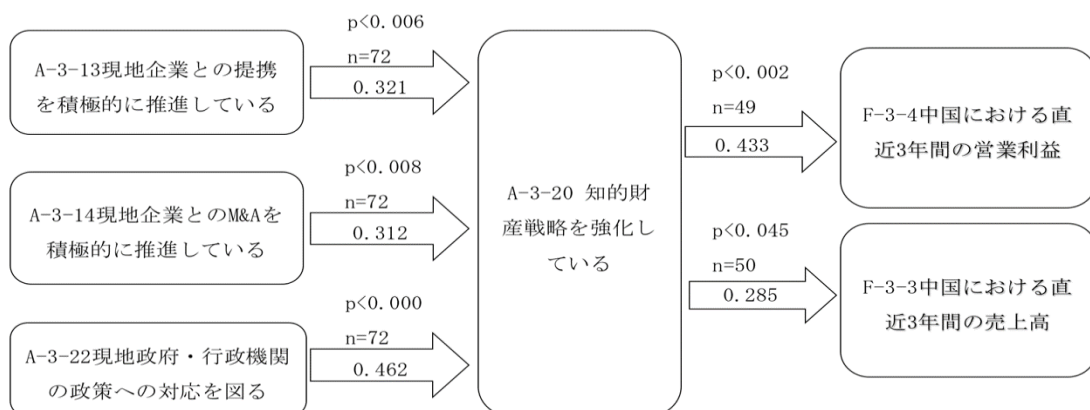 p<0.006
n=72
0.321
A-3-13現地企業との提携
を積極的に推進している
p<0.008
n=72
0.312
A-3-14現地企業とのM&Aを
積極的に推進している
p<0.000
n=72
0.462
A-3-22現地政府・行政機関
の政策への対応を図る
A-3-20 知的財
産戦略を強化し
ている
p<0.002
n=49
0.433
F-3-4中国における直
近3年間の営業利益
p<0.045
n=50
0.285
F-3-3中国における直
近3年間の売上高